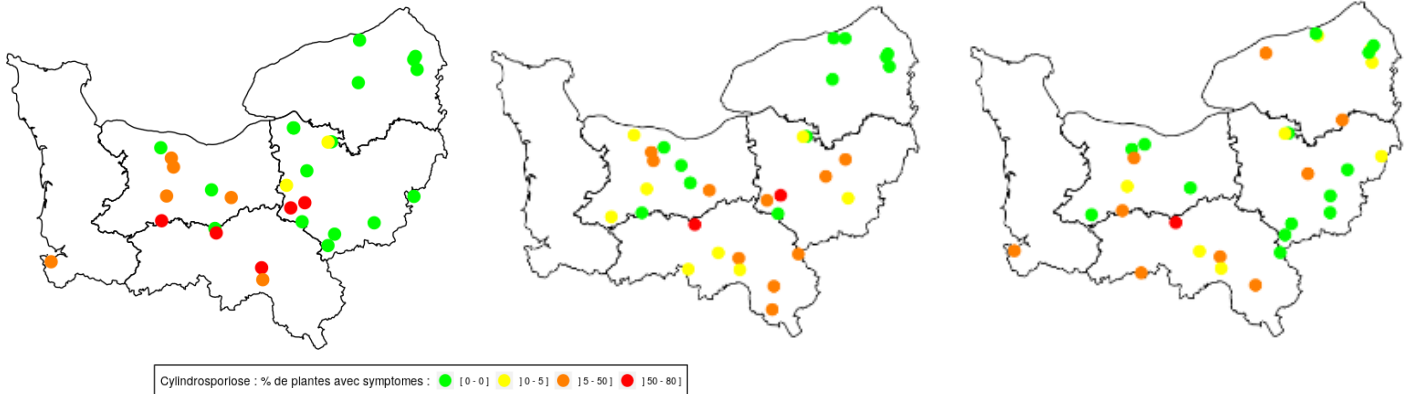 Cylindrosporiose : % de plantes avec symptomes : [ 0 - 0 ] ] 0 - 5 ] ] 5 - 50 ] ] 50 - 80 ]